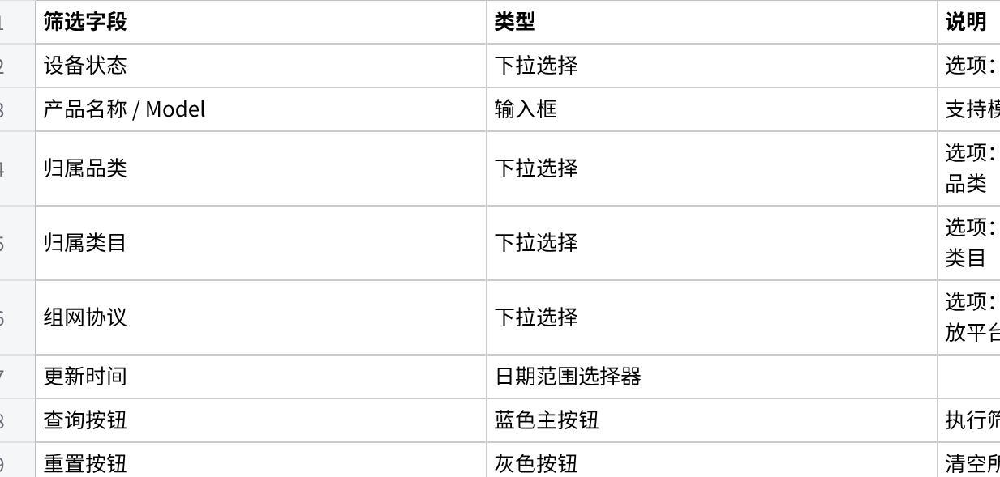 1 筛选字段 类型 说明
2 设备状态 下拉选择 选项：
3 产品名称 / Model 输入框 支持模
4 归属品类 下拉选择 选项：
品类
5 归属类目 下拉选择 选项：
类目
6 组网协议 下拉选择 选项：
放平台
7 更新时间 日期范围选择器
8 查询按钮 蓝色主按钮 执行筛
9 重置按钮 灰色按钮 清空所